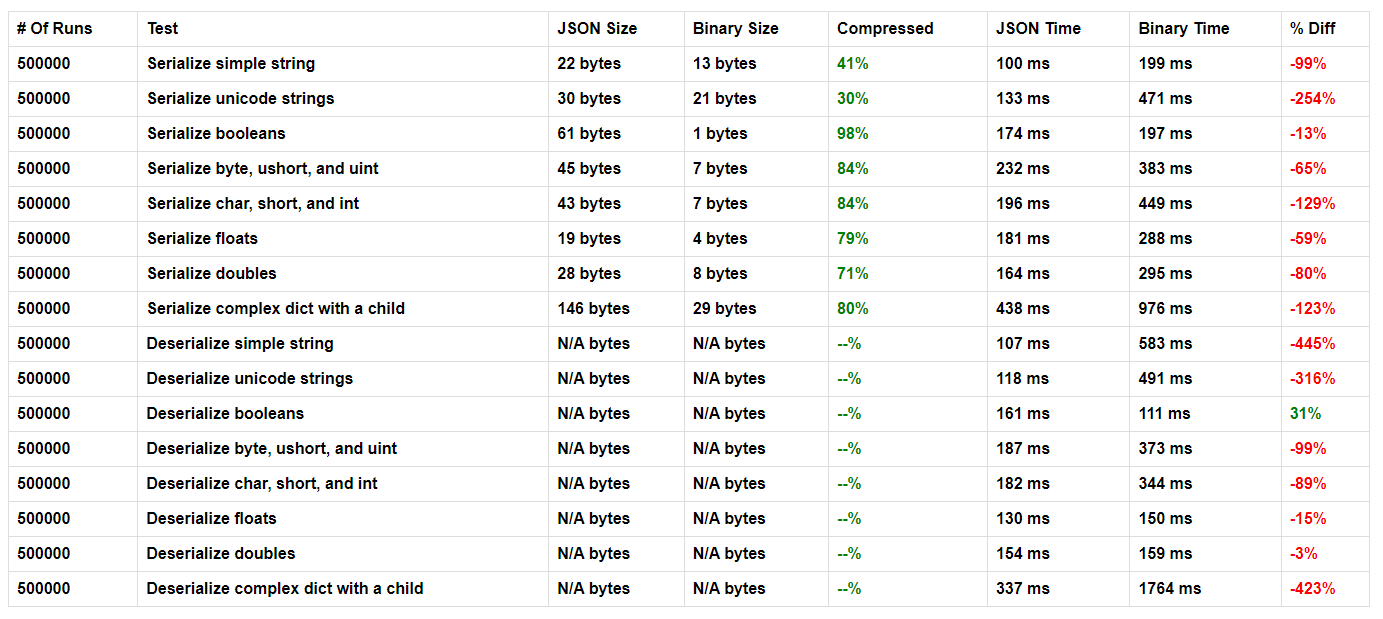 # Of Runs Test JSON Size Binary Size Compressed JSON Time Binary Time % Diff
500000 Serialize simple string 22 bytes 13 bytes 41% 100 ms 199 ms -99%
500000 Serialize unicode strings 30 bytes 21 bytes 30% 133 ms 471 ms -254%
500000 Serialize booleans 61 bytes 1 bytes 98% 174 ms 197 ms -13%
500000 Serialize byte, ushort, and uint 45 bytes 7 bytes 84% 232 ms 383 ms -65%
500000 Serialize char, short, and int 43 bytes 7 bytes 84% 196 ms 449 ms -129%
500000 Serialize floats 19 bytes 4 bytes 79% 181 ms 288 ms -59%
500000 Serialize doubles 28 bytes 8 bytes 71% 164 ms 295 ms -80%
500000 Serialize complex dict with a child 146 bytes 29 bytes 80% 438 ms 976 ms -123%
500000 Deserialize simple string N/A bytes N/A bytes --% 107 ms 583 ms -445%
500000 Deserialize unicode strings N/A bytes N/A bytes --% 118 ms 491 ms -316%
500000 Deserialize booleans N/A bytes N/A bytes --% 161 ms 111 ms 31%
500000 Deserialize byte, ushort, and uint N/A bytes N/A bytes --% 187 ms 373 ms -99%
500000 Deserialize char, short, and int N/A bytes N/A bytes --% 182 ms 344 ms -89%
500000 Deserialize floats N/A bytes N/A bytes --% 130 ms 150 ms -15%
500000 Deserialize doubles N/A bytes N/A bytes --% 154 ms 159 ms -3%
500000 Deserialize complex dict with a child N/A bytes N/A bytes --% 337 ms 1764 ms -423%